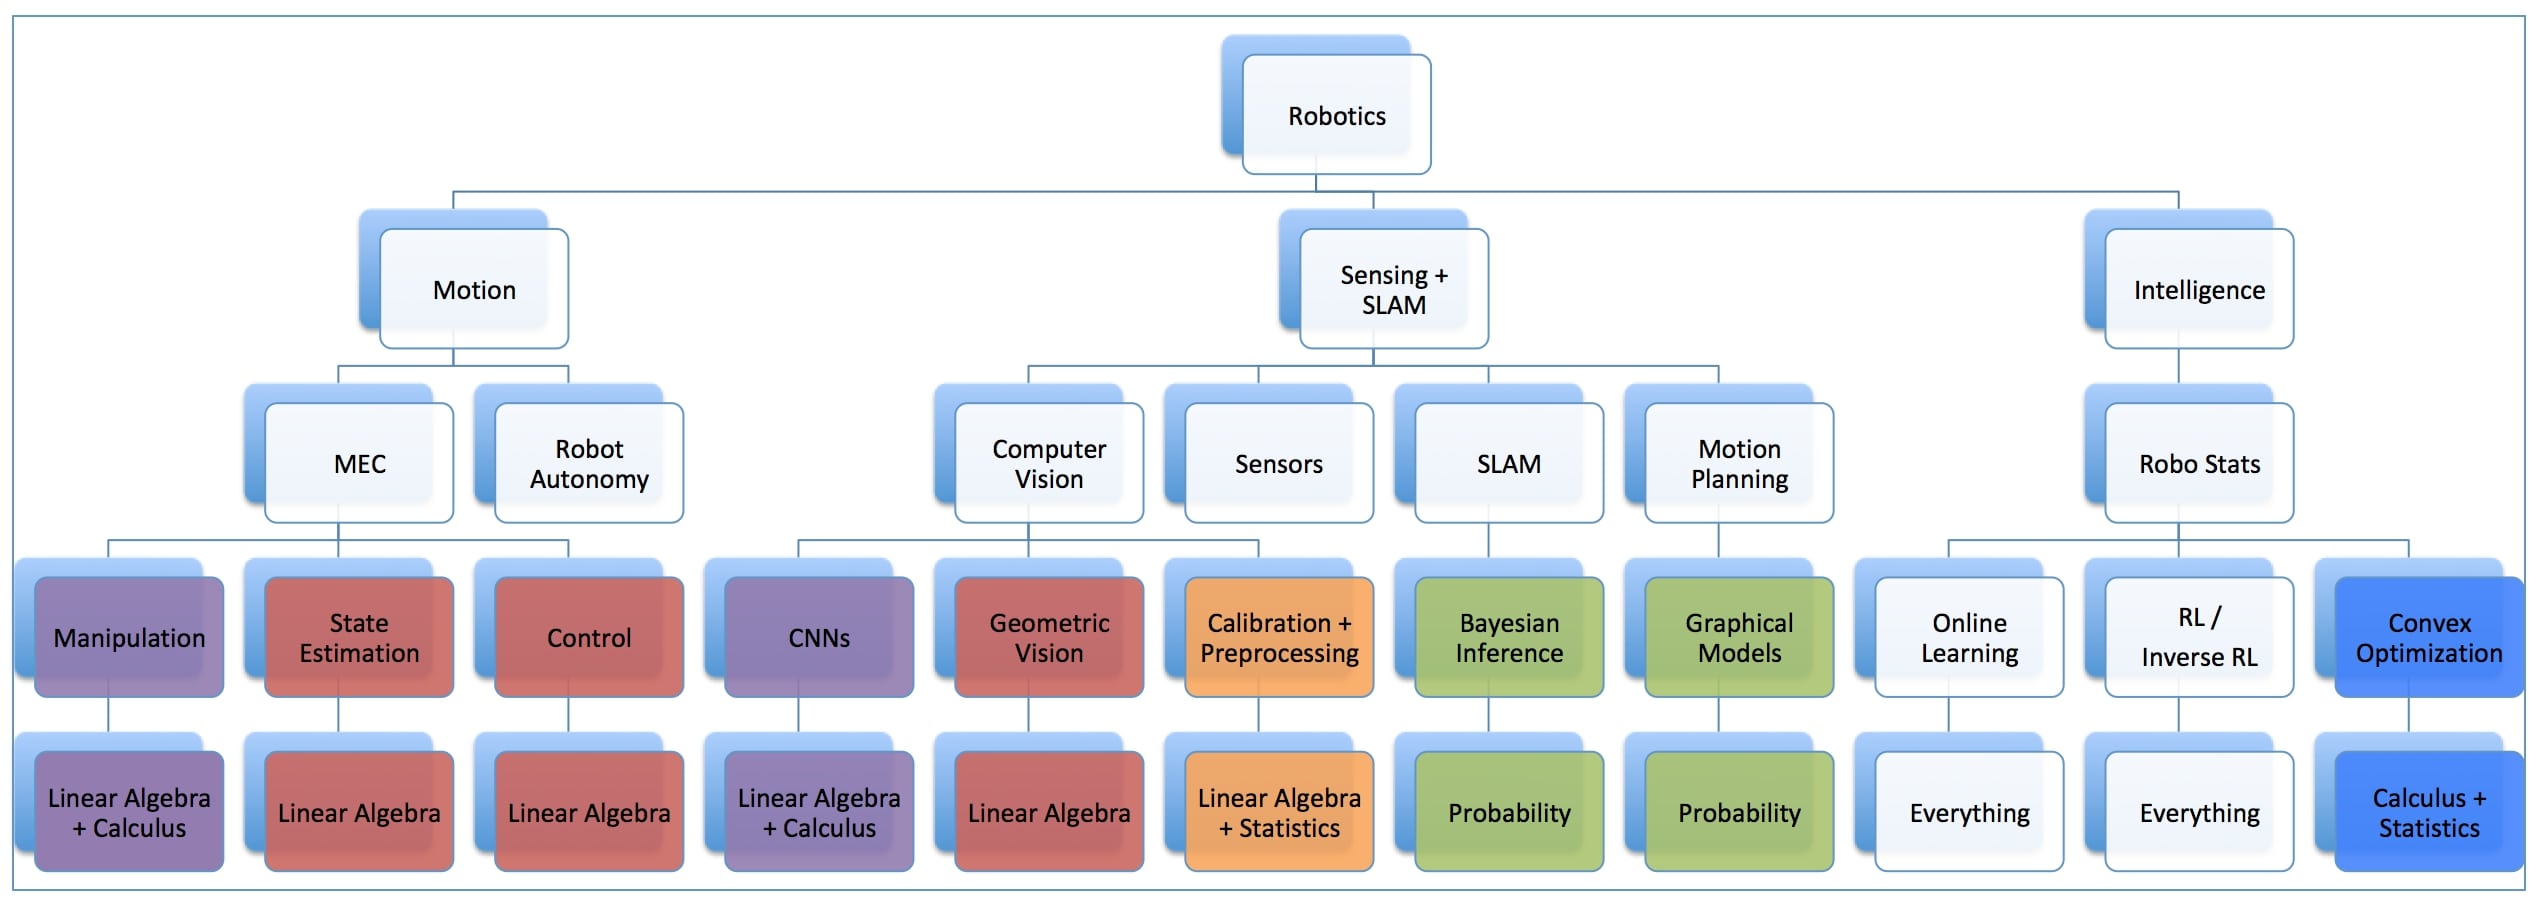 Robotics
Motion
Sensing +
SLAM
Intelligence
MEC
Robot
Autonomy
Computer
Vision
Sensors
SLAM
Motion
Planning
Robo Stats
Manipulation
State
Estimation
Control
CNNs
Geometric
Vision
Calibration +
Preprocessing
Bayesian
Inference
Graphical
Models
Online
Learning
RL /
Inverse RL
Convex
Optimization
Linear Algebra
+ Calculus
Linear Algebra
Linear Algebra
Linear Algebra
+ Calculus
Linear Algebra
Linear Algebra
+ Statistics
Probability
Probability
Everything
Everything
Calculus +
Statistics